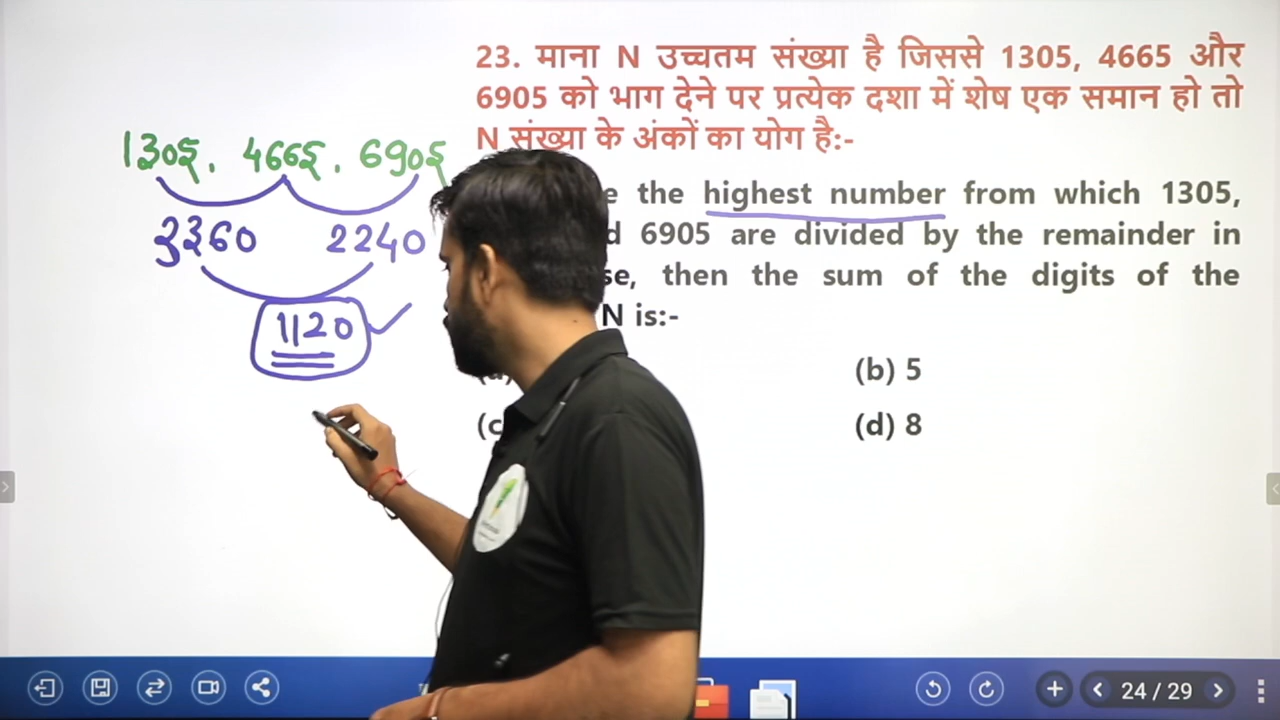 23. माना N उच्चतम संख्या है जिससे 1305, 4665 और
6905 को भाग देने पर प्रत्येक दशा में शेष एक समान हो तो
N संख्या के अंकों का योग है:-
the highest number from which 1305,
6905 are divided by the remainder in
then the sum of the digits of the
N is:-
(b) 5
(d) 8
1305, 4665, 6905
3360 2240
1120
24 / 29